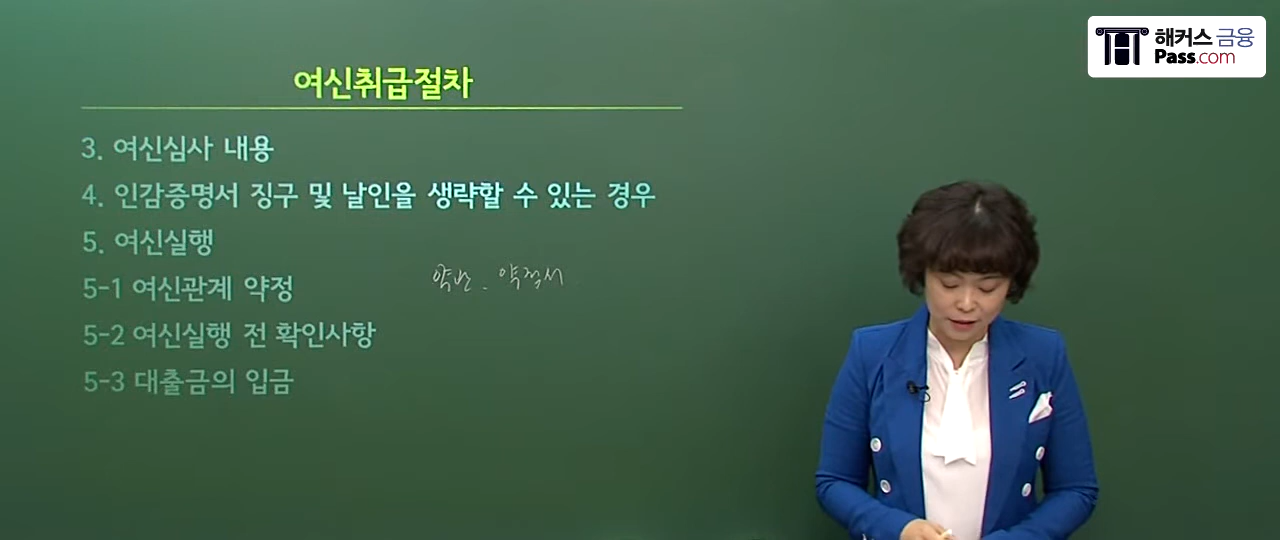 해커스 금융
Pass.com
여신취급절차
3. 여신심사 내용
4. 인감증명서 징구 및 날인을 생략할 수 있는 경우
5. 여신실행
5-1 여신관계 약정
약정서
5-2 여신실행 전 확인사항
5-3 대출금의 입금